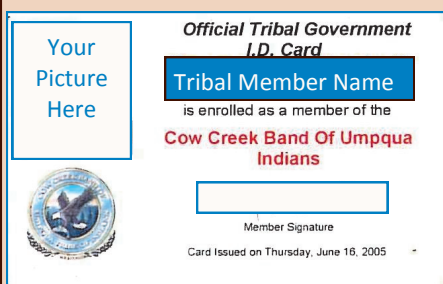 Official Tribal Government
I.D. Card
Your
Picture
Here
Tribal Member Name
is enrolled as a member of the
Cow Creek Band Of Umpqua
Indians
Member Signature
Card Issued on Thursday, June 16, 2005